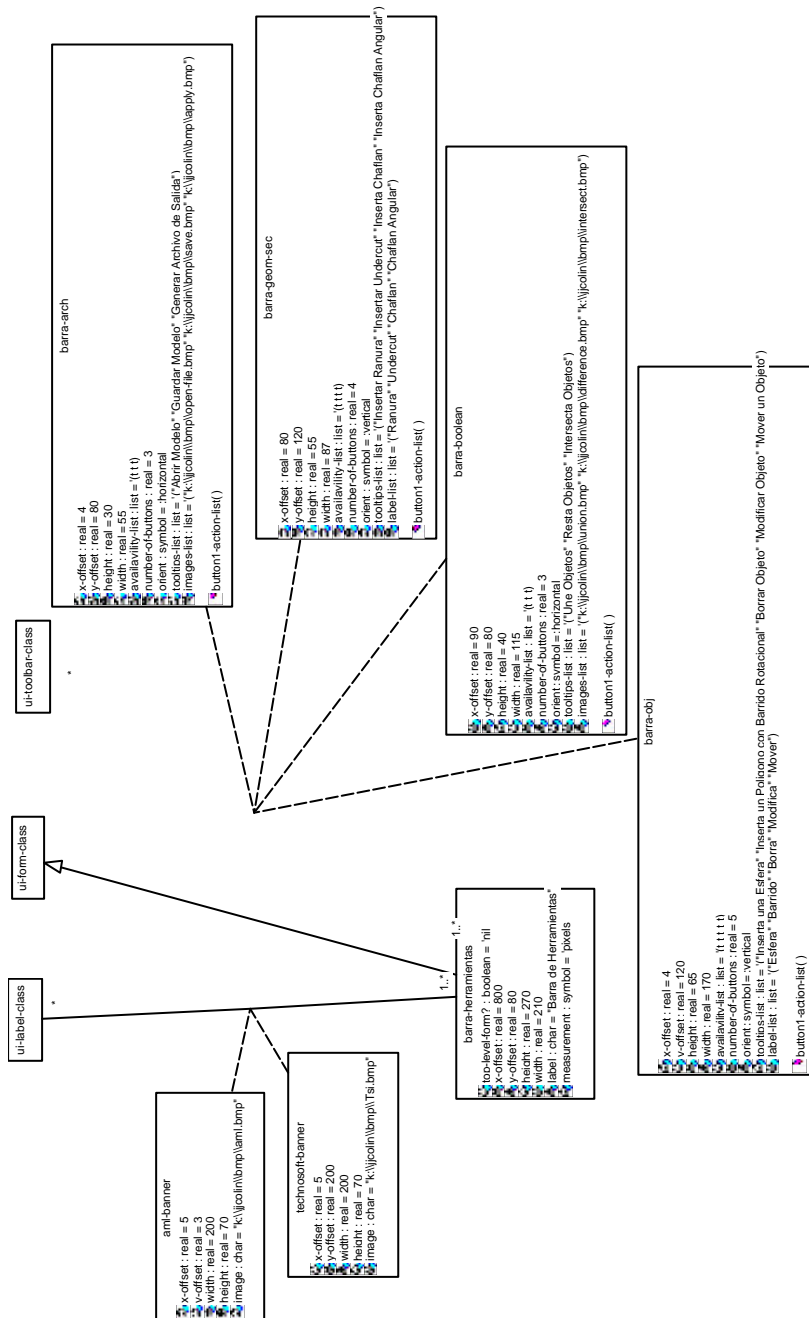 ui-label-class
*
ui-form-class
ui-toolbar-class
*
aml-banner
x-offset : real = 5
y-offset : real = 3
width : real = 200
height : real = 70
image : char = "k:\\jjcolin\\bmp\\aml.bmp"
technosoft-banner
x-offset : real = 5
y-offset : real = 200
width : real = 200
height : real = 70
image : char = "k:\\jjcolin\\bmp\\Tsi.bmp"
1..*
1..*
barra-herramientas
top-level-form? : boolean = 'nil
x-offset : real = 800
y-offset : real = 80
height : real = 270
width : real = 210
label : char = "Barra de Herramientas"
measurement : symbol = 'pixels
barra-arch
x-offset : real = 4
y-offset : real = 80
height : real = 30
width : real = 55
availavility-list : list = '(t t t)
number-of-buttons : real = 3
orient : symbol = :horizontal
tooltips-list : list = '("Abrir Modelo" "Guardar Modelo" "Generar Archivo de Salida")
images-list : list = '("k:\\jjcolin\\bmp\\open-file.bmp" "k:\\jjcolin\\bmp\\save.bmp" "k:\\jjcolin\\bmp\\apply.bmp")
button1-action-list( )
barra-geom-sec
x-offset : real = 80
y-offset : real = 120
height : real = 55
width : real = 87
availavility-list : list = '(t t t t)
number-of-buttons : real = 4
orient : symbol = :vertical
tooltips-list : list = '("Insertar Ranura" "Insertar Undercut" "Inserta Chaflan" "Inserta Chaflan Angular")
label-list : list = '("Ranura" "Undercut" "Chaflan" "Chaflan Angular")
button1-action-list( )
barra-boolean
x-offset : real = 90
y-offset : real = 80
height : real = 40
width : real = 115
availavility-list : list = '(t t t)
number-of-buttons : real = 3
orient : symbol = :horizontal
tooltips-list : list = '("Une Objetos" "Resta Objetos" "Intersecta Objetos")
images-list : list = '("k:\\jjcolin\\bmp\\union.bmp" "k:\\jjcolin\\bmp\\difference.bmp" "k:\\jjcolin\\bmp\\intersect.bmp")
button1-action-list( )
barra-obj
x-offset : real = 4
y-offset : real = 120
height : real = 65
width : real = 170
availavility-list : list = '(t t t t t)
number-of-buttons : real = 5
orient : symbol = :vertical
tooltips-list : list = '("Inserta una Esfera" "Inserta un Poligono con Barrido Rotacional" "Borrar Objeto" "Modificar Objeto" "Mover un Objeto")
label-list : list = '("Esfera" "Barrido" "Borra" "Modifica" "Mover")
button1-action-list( )